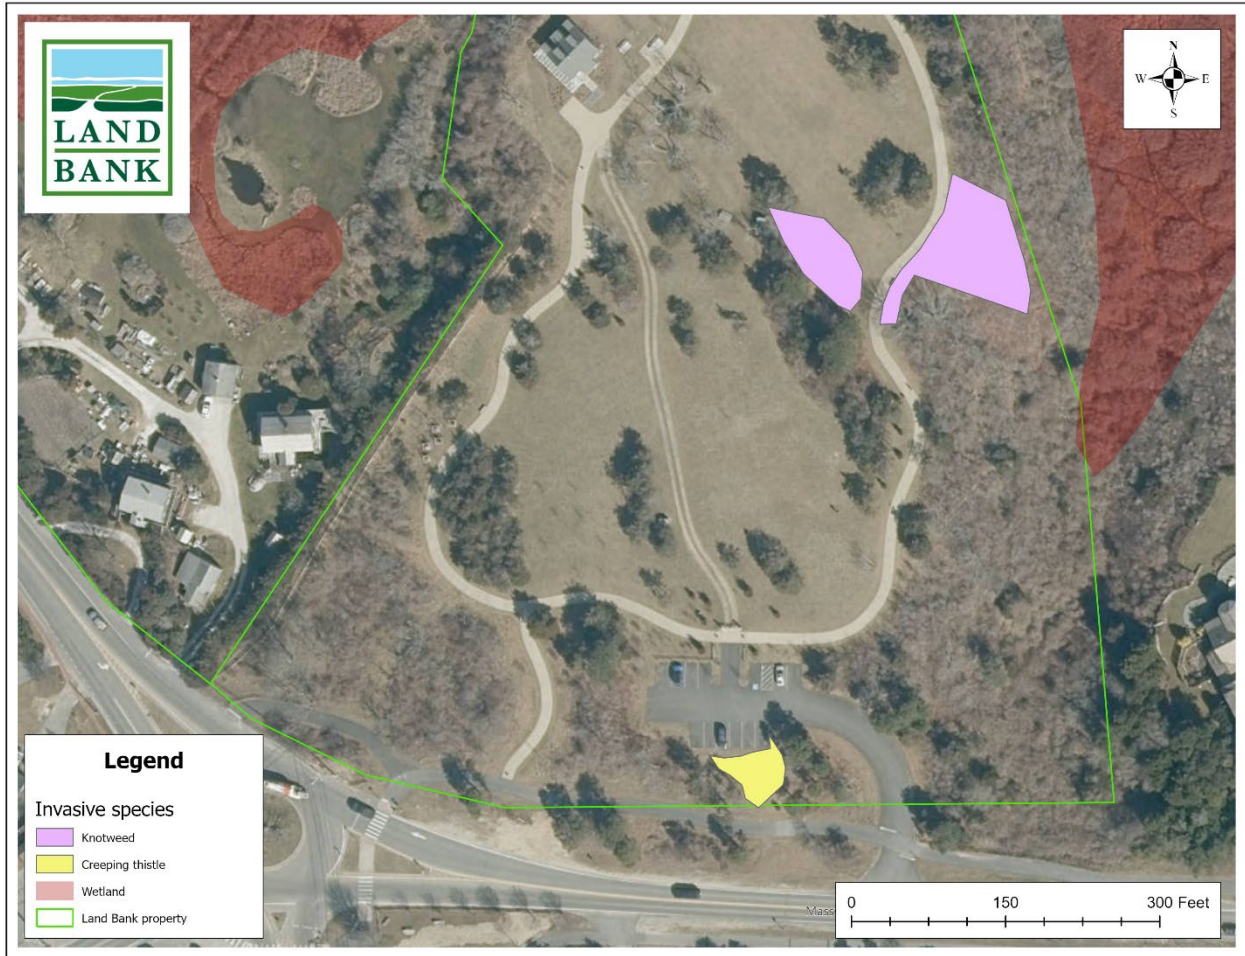 LAND
BANK
N
W E
S
Legend
Invasive species
Knotweed
Creeping thistle
Wetland
Land Bank property
0 150 300 Feet
Mass